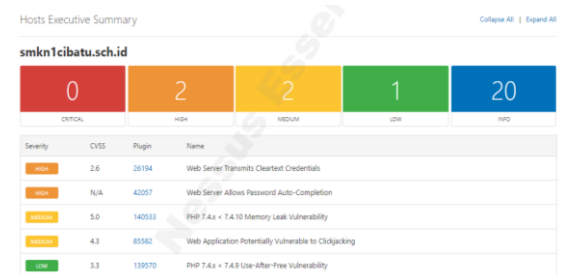 Hosts Executive Summary
Collapse All | Expand All
smkn1cibatu.sch.id
0 2 2 1 20
CRITICAL HIGH MEDIUM LOW INFO
Severity CVSS Plugin Name
HIGH 2.6 26194 Web Server Transmits Cleartext Credentials
HIGH N/A 42057 Web Server Allows Password Auto-Completion
MEDIUM 5.0 140533 PHP 7.4.x < 7.4.10 Memory Leak Vulnerability
MEDIUM 4.3 85582 Web Application Potentially Vulnerable to Clickjacking
LOW 3.3 139570 PHP 7.4.x < 7.4.9 Use-After-Free Vulnerability
Nessus Esser